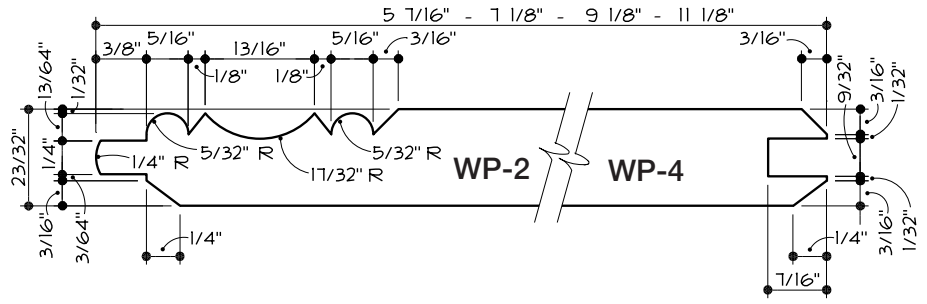 5 7/16" - 7 1/8" - 9 1/8" - 11 1/8"
3/8" 5/16" 13/16" 5/16" 3/16" 3/16"
1/8" 1/8"
13/64" 1/32" 9/32" 3/16" 1/32"
23/32" 1/4" 1/4" R 5/32" R 17/32" R 5/32" R
WP-2 WP-4
3/16" 3/64" 3/16" 1/32"
1/4" 1/4"
7/16"